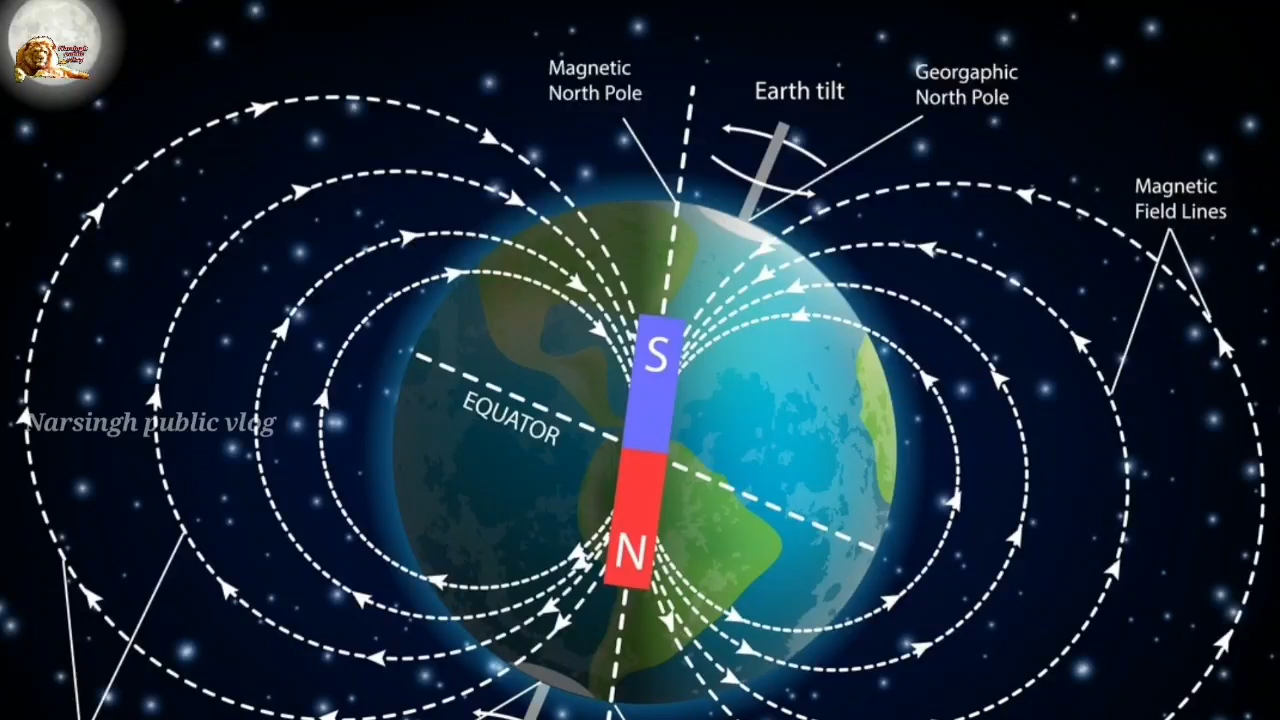 Magnetic
North Pole
Earth tilt
Georgaphic
North Pole
Magnetic
Field Lines
S
EQUATOR
Narsingh public vlog
N